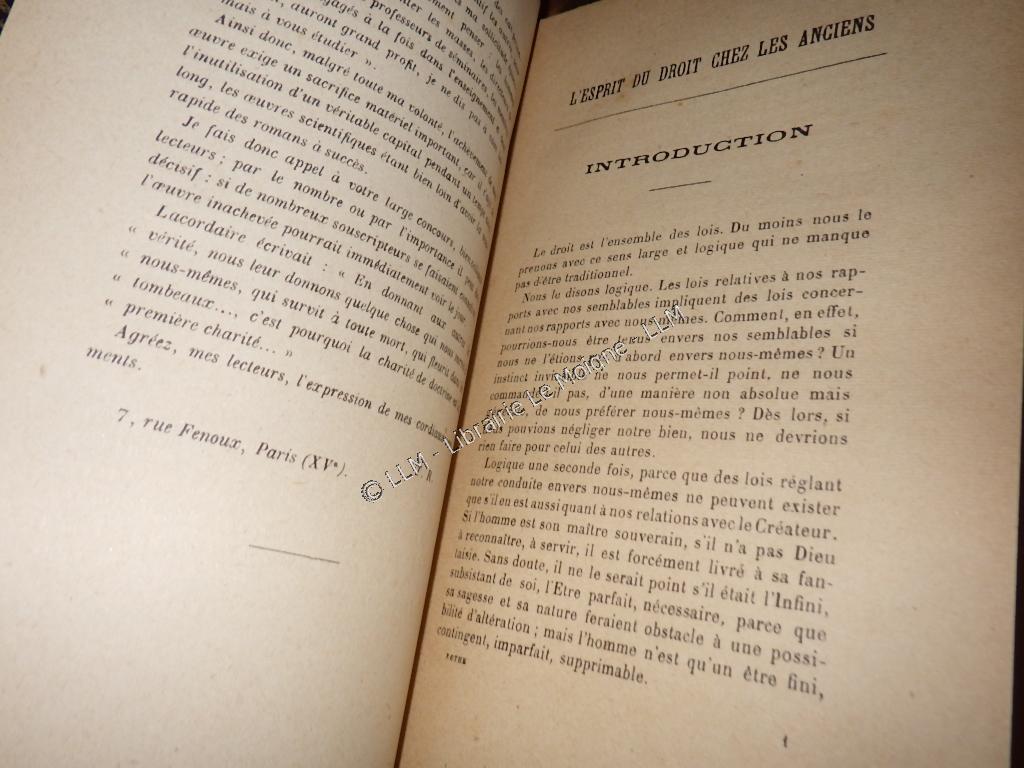 mais à vous étudier ».
Ainsi donc, malgré toute ma volonté, l'achèvement de
œuvre exige un sacrifice matériel important, car il
l'inutilisation d'un véritable capital pendant un temps
long, les œuvres scientifiques étant bien loin d'avoir la
rapide des romans à succès.
Je fais donc appel à votre large concours,
lecteurs ; par le nombre ou par l'importance il
décisif : si de nombreux souscripteurs se faisaient
l'œuvre inachevée pourrait immédiatement voir le jour.
Lacordaire écrivait : " En donnant aux
" vérité, nous leur donnons quelque chose qui nous
" nous-mêmes, qui survit à toute mort, qui fleurit
" tombeaux..., c'est pourquoi la charité de doctrine
" première charité... "
Agréez, mes lecteurs, l'expression de mes
ments.
7, rue Fenoux, Paris (XVe).
R.
L'ESPRIT DU DROIT CHEZ LES ANCIENS
INTRODUCTION
Le droit est l'ensemble des lois. Du moins nous le
prenons avec ce sens large et logique qui ne manque
pas d'être traditionnel.
Nous le disons logique. Les lois relatives à nos rap-
ports avec nos semblables impliquent des lois concer-
nant nos rapports avec nous-mêmes. Comment, en effet,
pourrions-nous être tenus envers nos semblables si
nous ne l'étions d'abord envers nous-mêmes ? Un
instinct ne nous permet-il point, ne nous
pas, d'une manière non absolue mais
de nous préférer nous-mêmes ? Dès lors, si
nous pouvions négliger notre bien, nous ne devrions
rien faire pour celui des autres.
Logique une seconde fois, parce que des lois réglant
notre conduite envers nous-mêmes ne peuvent exister
que s'il en est aussi quant à nos relations avec le Créateur.
Si l'homme est son maître souverain, s'il n'a pas Dieu
à reconnaître, à servir, il est forcément livré à sa fan-
taisie. Sans doute, il ne le serait point s'il était l'Infini,
subsistant de soi, l'Etre parfait, nécessaire, parce que
sa sagesse et sa nature feraient obstacle à une possi-
bilité d'altération ; mais l'homme n'est qu'un être fini,
contingent, imparfait, supprimable.
ROTHE
1
© LLM - Librairie Le Moigne - LLM